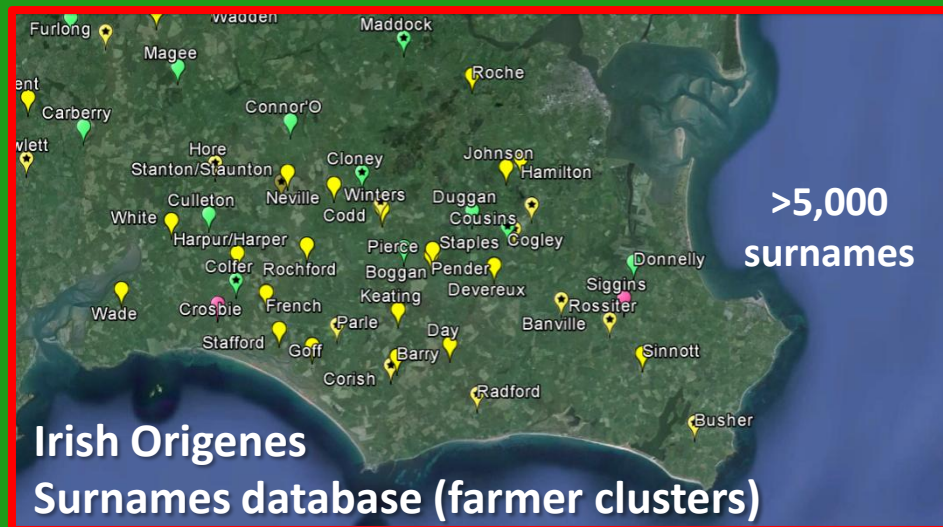 Wadden
Furlong
Maddock
Magee
Roche
ent
Carberry
Connor'O
wlett
Hore
Johnson
Stanton/Staunton
Cloney
Hamilton
Neville
Winters
Duggan
Culleton
Codd
Cousins
White
Harpur/Harper
Pierce
Staples
Cogley
Colfer
Rochford
Boggan
Pender
Donnelly
Devereux
Siggins
Wade
Crosbie
French
Keating
Rossiter
Stafford
Parle
Day
Banville
Goff
Barry
Sinnott
Corish
Radford
Busher
>5,000
surnames
Irish Origenes
Surnames database (farmer clusters)